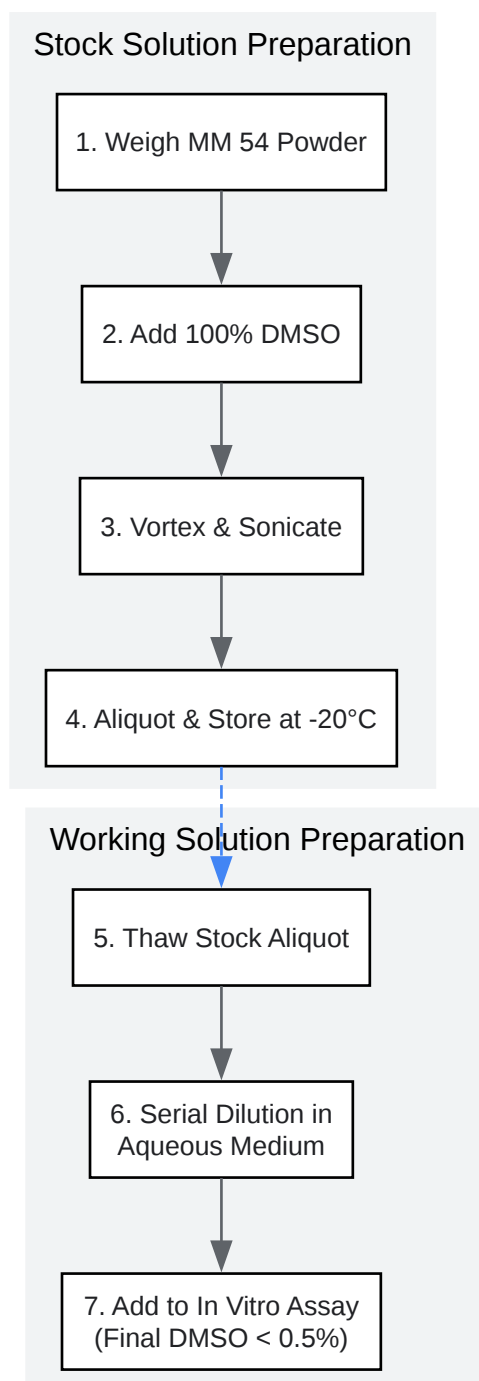 Stock Solution Preparation
1. Weigh MM 54 Powder
2. Add 100% DMSO
3. Vortex & Sonicate
4. Aliquot & Store at -20°C
Working Solution Preparation
5. Thaw Stock Aliquot
6. Serial Dilution in
Aqueous Medium
7. Add to In Vitro Assay
(Final DMSO < 0.5%)